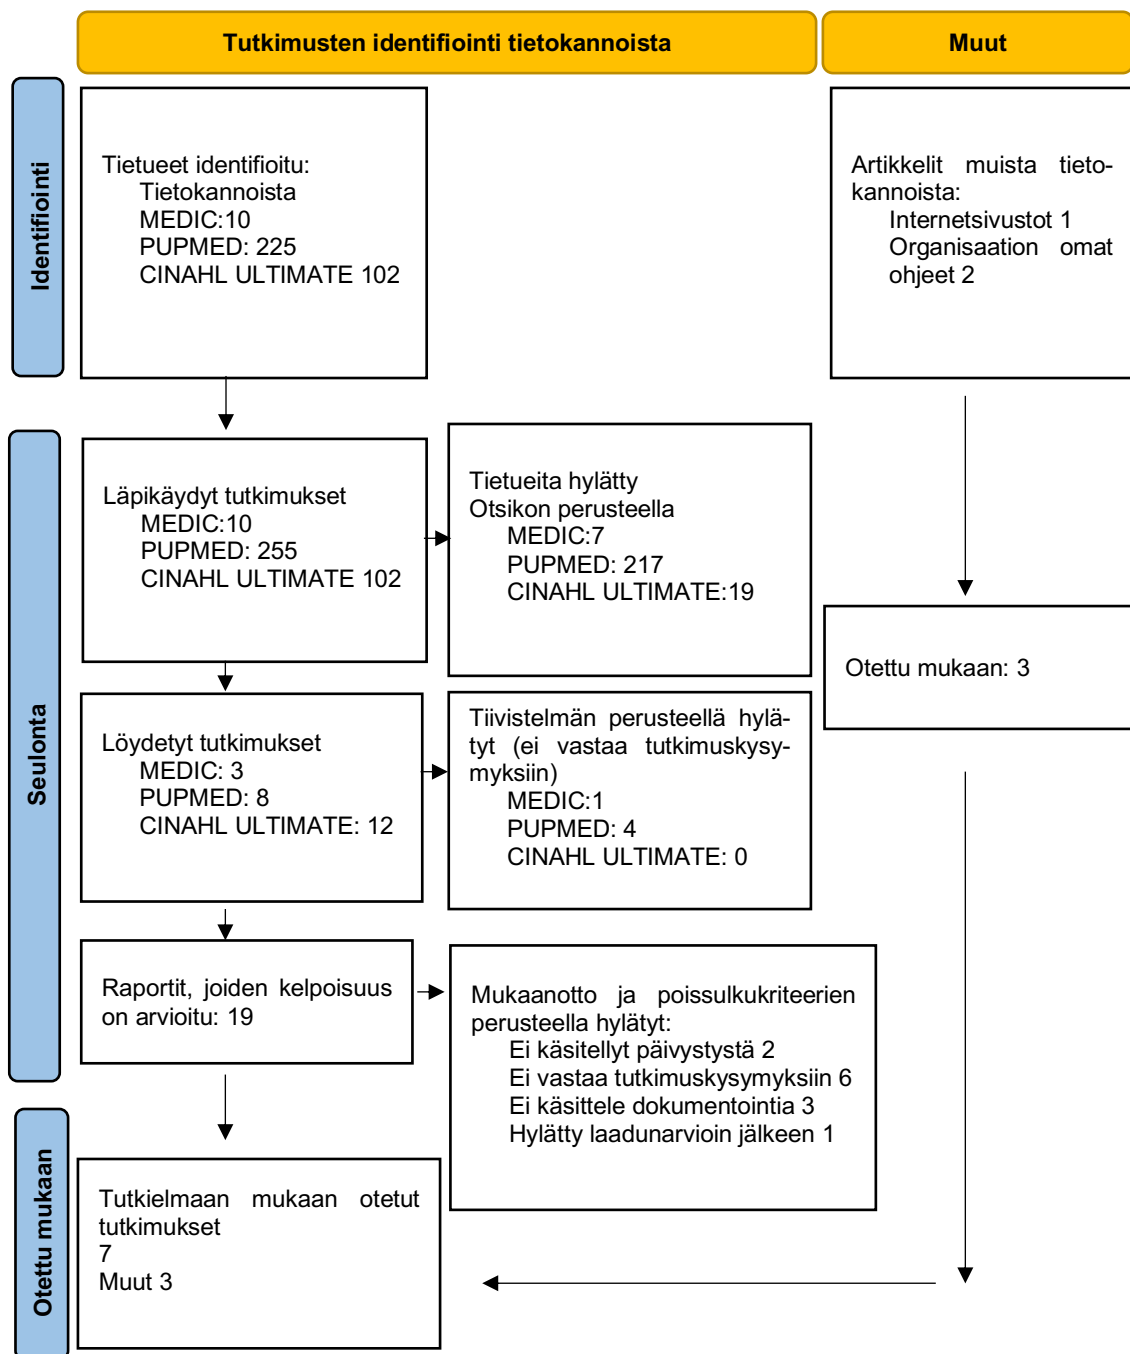 Tutkimusten identifiointi tietokannoista
Muut
Identifiointi
Tietueet identifioitu:
Tietokannoista
MEDIC:10
PUPMED: 225
CINAHL ULTIMATE 102
Artikkelit muista tieto-
kannoista:
Internetsivustot 1
Organisaation omat
ohjeet 2
Seulonta
Läpikäydyt tutkimukset
MEDIC:10
PUPMED: 255
CINAHL ULTIMATE 102
Tietueita hylätty
Otsikon perusteella
MEDIC:7
PUPMED: 217
CINAHL ULTIMATE:19
Otettu mukaan: 3
Löydetyt tutkimukset
MEDIC: 3
PUPMED: 8
CINAHL ULTIMATE: 12
Tiivistelmän perusteellä hylä-
tyt (ei vastaa tutkimuskysy-
myksiin)
MEDIC:1
PUPMED: 4
CINAHL ULTIMATE: 0
Raportit, joiden kelpoisuus
on arvioitu: 19
Mukaanotto ja poissulkukriteerien
perusteella hylätyt:
Ei käsitellyt päivystystä 2
Ei vastaa tutkimuskysymyksiin 6
Ei käsittele dokumentointia 3
Hylätty laadunarvioin jälkeen 1
Otettu mukaan
Tutkielmaan mukaan otetut
tutkimukset
7
Muut 3